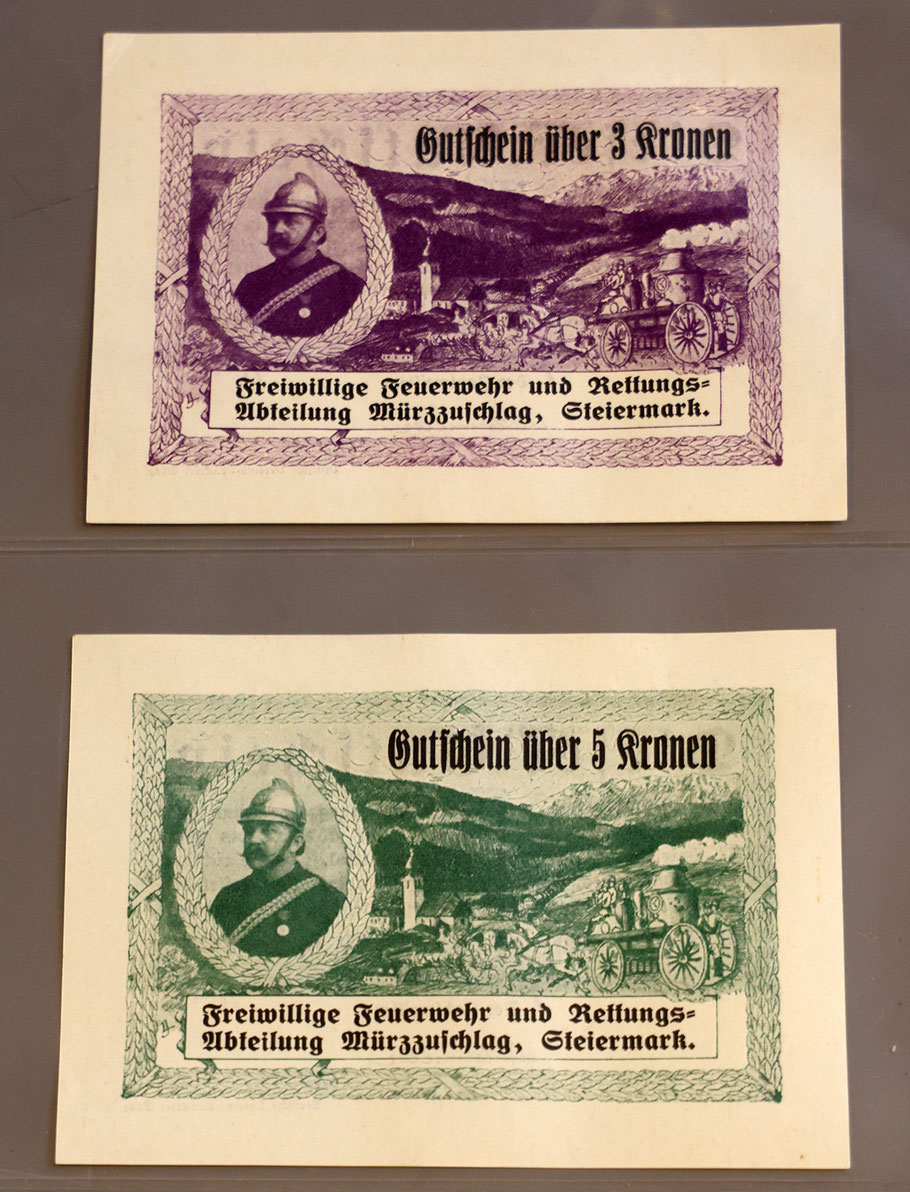 Gutschein über 3 Kronen
Freiwillige Feuerwehr und Rettungs=
Abteilung Mürzzuschlag, Steiermark.
Gutschein über 5 Kronen
Freiwillige Feuerwehr und Rettungs=
Abteilung Mürzzuschlag, Steiermark.